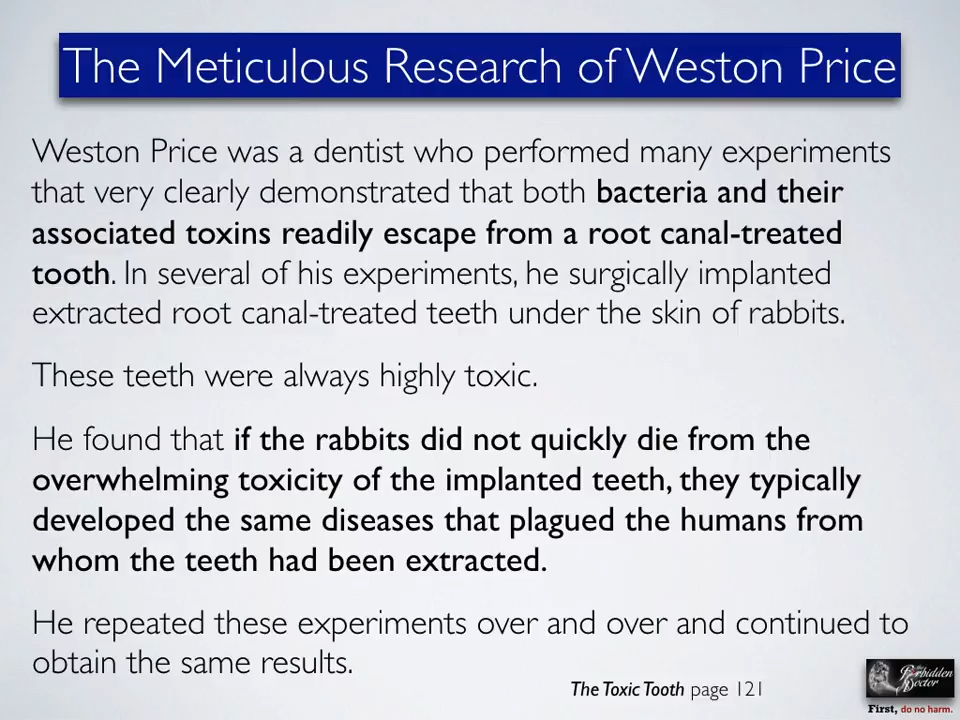 The Meticulous Research of Weston Price
Weston Price was a dentist who performed many experiments
that very clearly demonstrated that both bacteria and their
associated toxins readily escape from a root canal-treated
tooth. In several of his experiments, he surgically implanted
extracted root canal-treated teeth under the skin of rabbits.
These teeth were always highly toxic.
He found that if the rabbits did not quickly die from the
overwhelming toxicity of the implanted teeth, they typically
developed the same diseases that plagued the humans from
whom the teeth had been extracted.
He repeated these experiments over and over and continued to
obtain the same results.
The Toxic Tooth page 121
the
Forbidden
Doctor
First, do no harm.